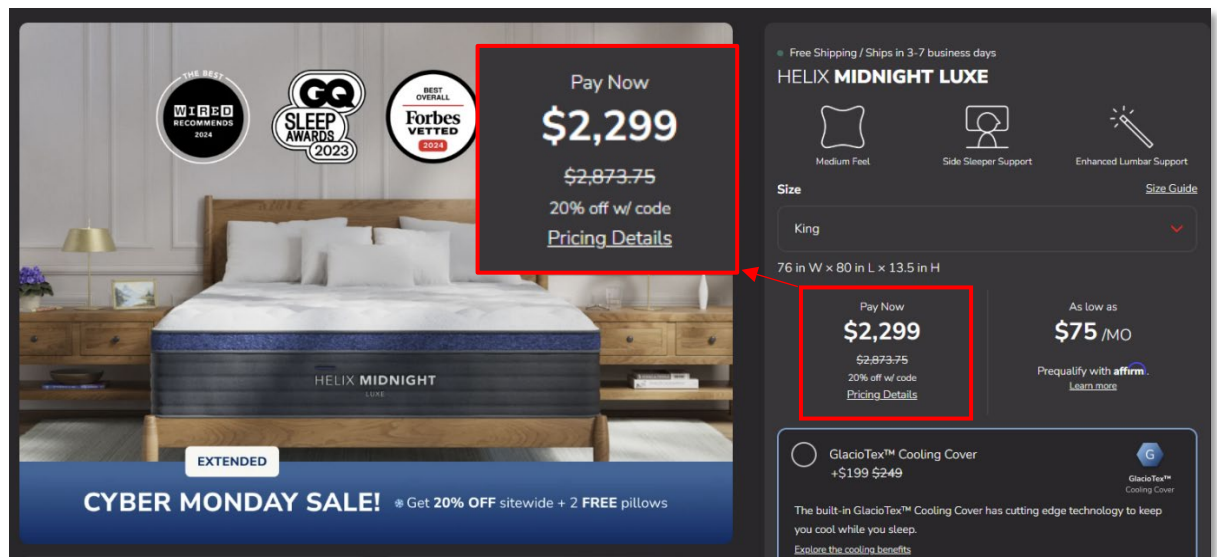 THE BEST
WIRED
RECOMMENDS
2024
GQ
SLEEP
AWARDS
2023
BEST
OVERALL
Forbes
VETTED
2024
Pay Now
$2,299
$2,873.75
20% off w/ code
Pricing Details
HELIX MIDNIGHT
LUXE
EXTENDED
CYBER MONDAY SALE! Get 20% OFF sitewide + 2 FREE pillows
Free Shipping / Ships in 3-7 business days
HELIX MIDNIGHT LUXE
Medium Feel Side Sleeper Support Enhanced Lumbar Support
Size Size Guide
King
76 in W × 80 in L × 13.5 in H
Pay Now
$2,299
$2,873.75
20% off w/ code
Pricing Details
As low as
$75 /MO
Prequalify with affirm.
Learn more
GlacioTex™ Cooling Cover
+$199 $249
G
GlacioTex™
Cooling Cover
The built-in GlacioTex™ Cooling Cover has cutting edge technology to keep
you cool while you sleep.
Explore the cooling benefits